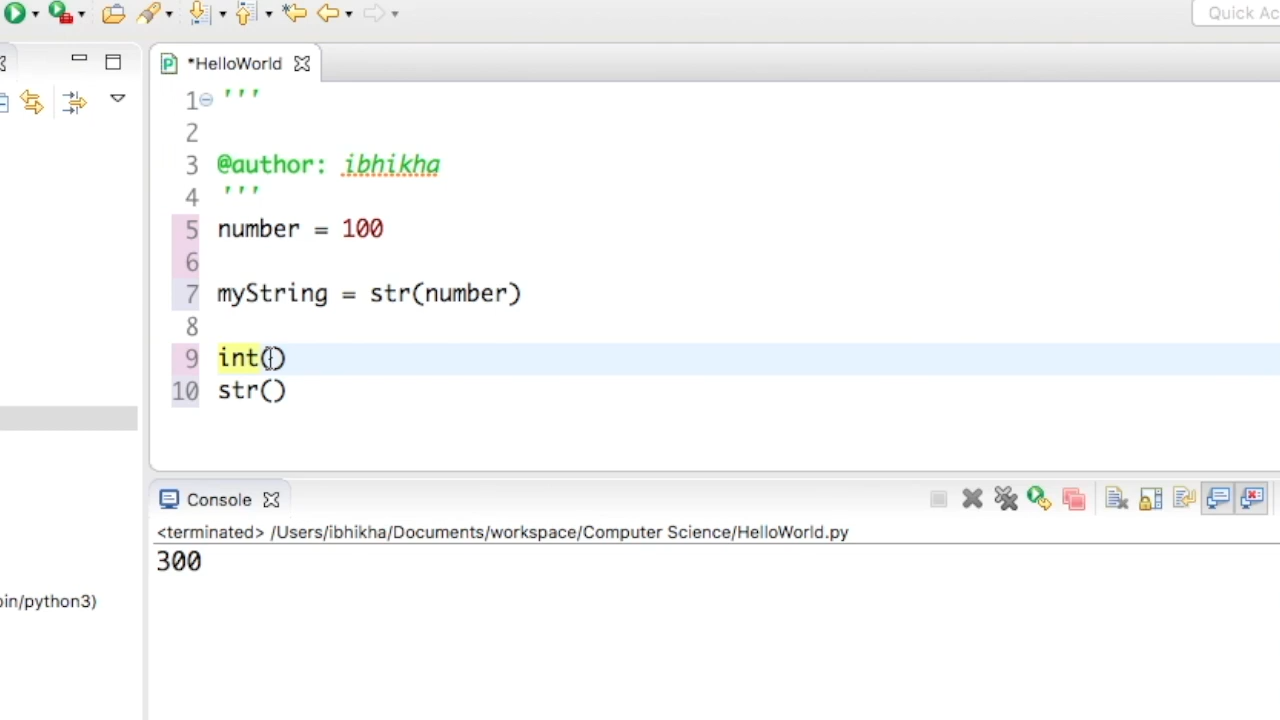 Quick Ac
*HelloWorld
1 '''
2
3 @author: ibhikha
4 '''
5 number = 100
6
7 myString = str(number)
8
9 int()
10 str()
Console
<terminated> /Users/ibhikha/Documents/workspace/Computer Science/HelloWorld.py
300
bin/python3)